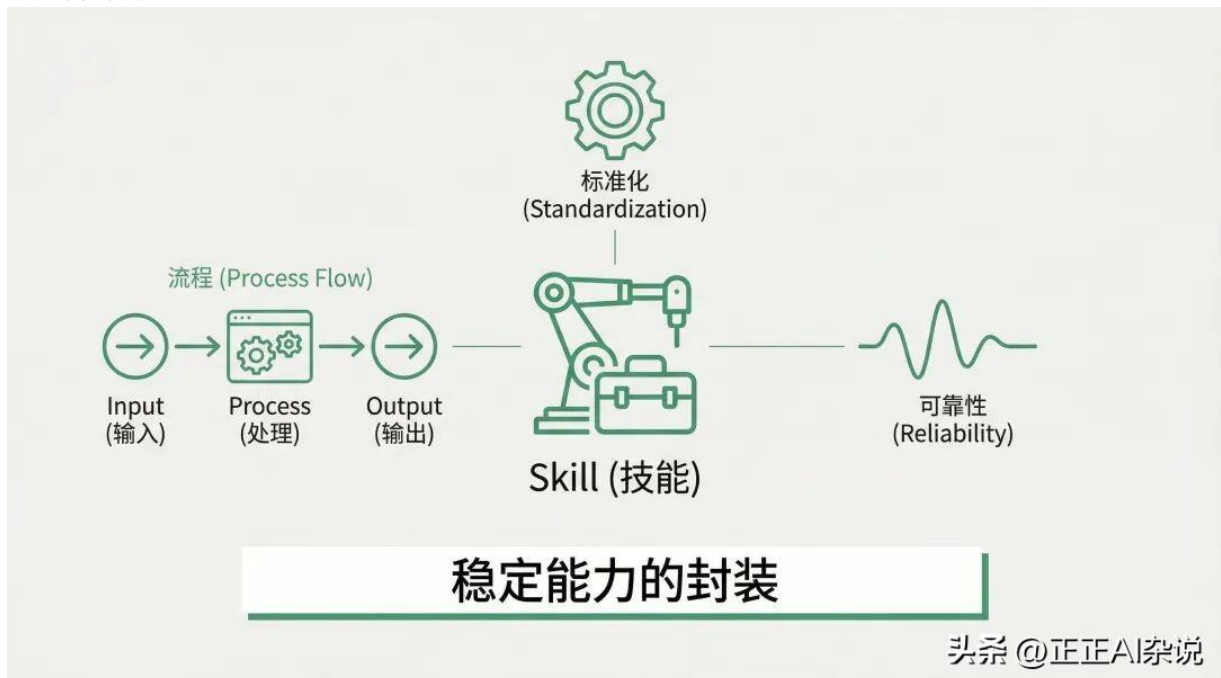 标准化
(Standardization)
流程 (Process Flow)
Input
(输入)
Process
(处理)
Output
(输出)
可靠性
(Reliability)
Skill (技能)
稳定能力的封装
头条 @正正AI杂说